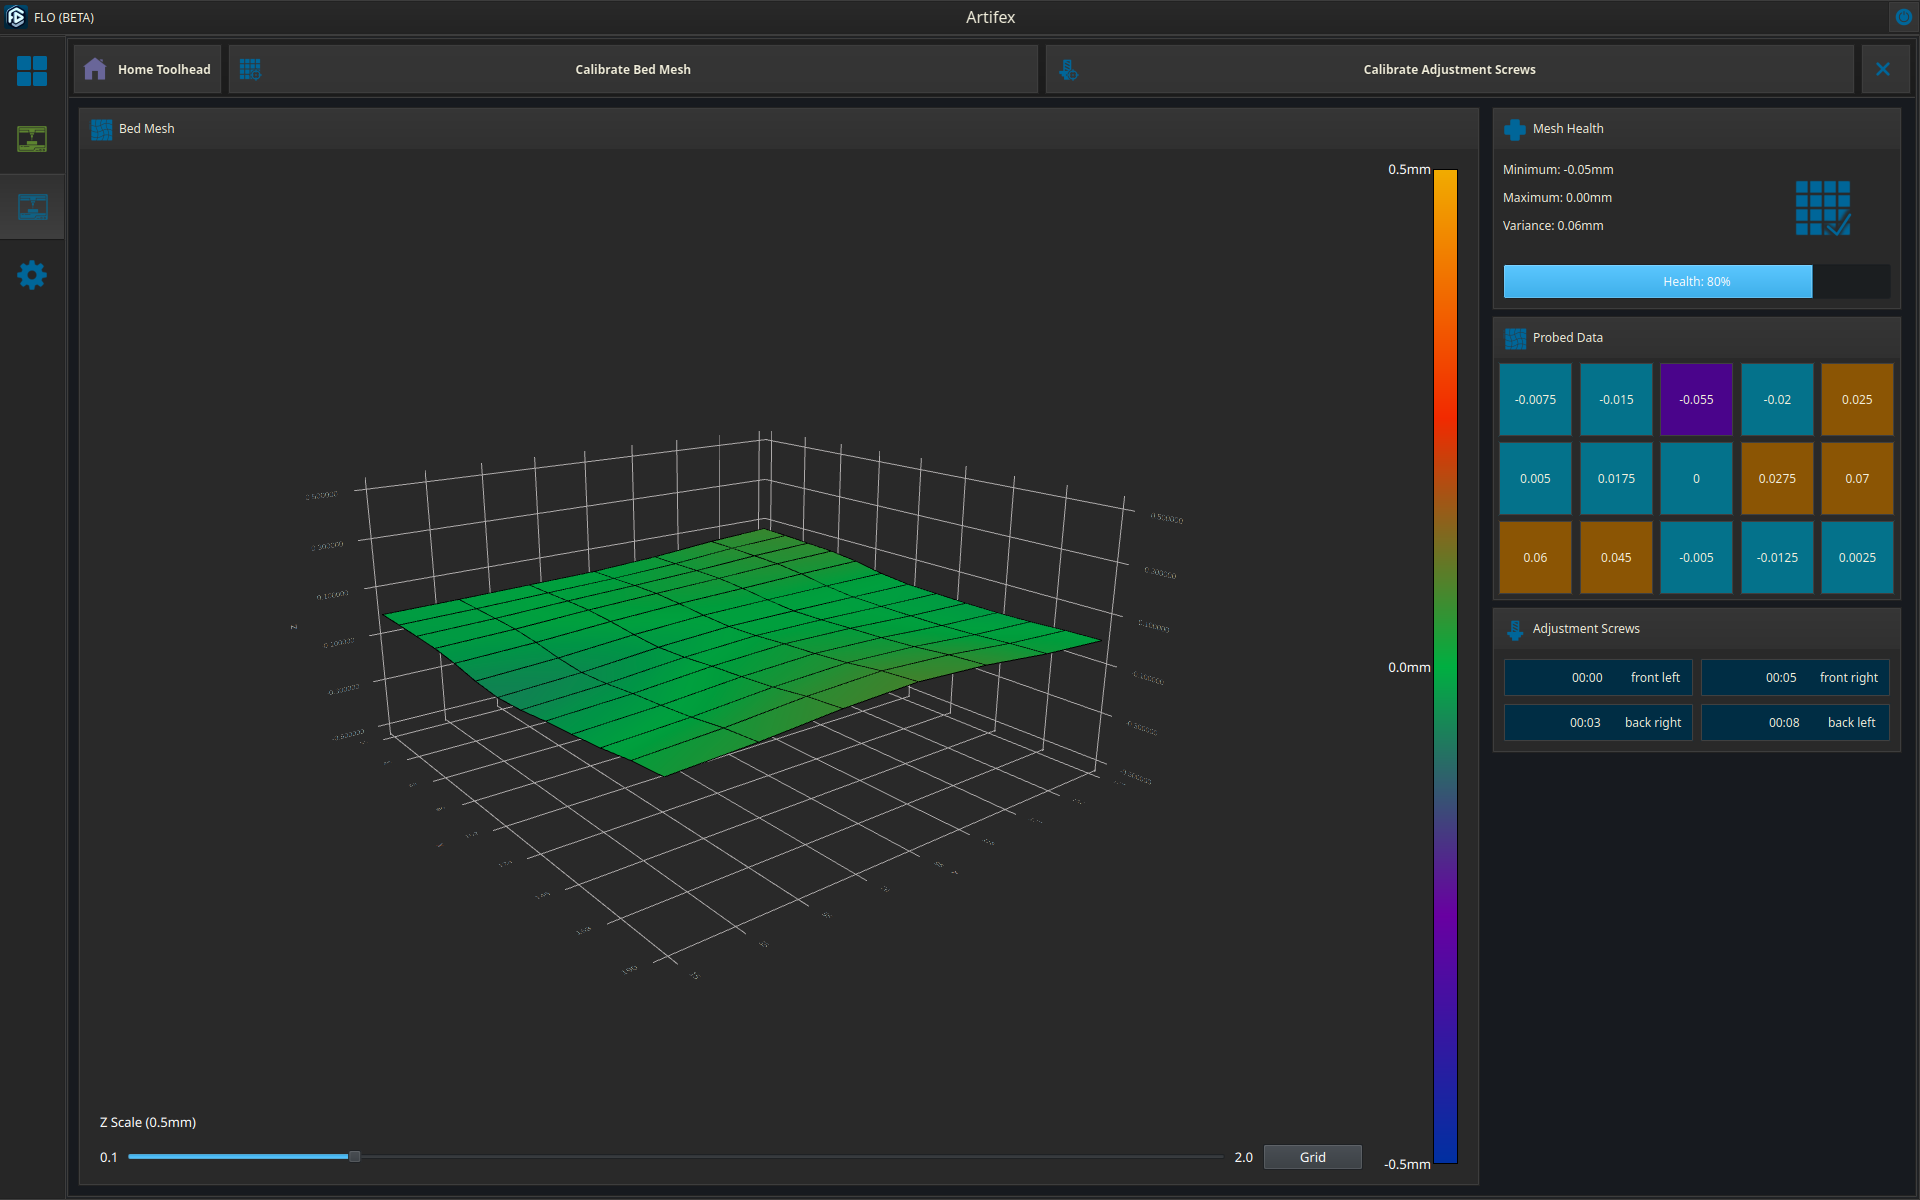 FLO (BETA)
Artifex
Home Toolhead
Calibrate Bed Mesh
Calibrate Adjustment Screws
Bed Mesh
0.5mm
0.0mm
-0.5mm
Z Scale (0.5mm)
0.1
2.0
Grid
Mesh Health
Minimum: -0.05mm
Maximum: 0.00mm
Variance: 0.06mm
Health: 80%
Probed Data
-0.0075 -0.015 -0.055 -0.02 0.025
0.005 0.0175 0 0.0275 0.07
0.06 0.045 -0.005 -0.0125 0.0025
Adjustment Screws
00:00 front left 00:05 front right
00:03 back right 00:08 back left